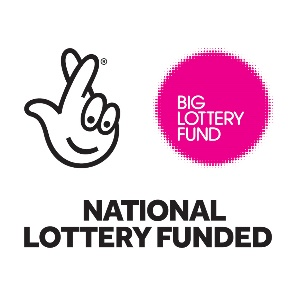 ®
BIG
LOTTERY
FUND
NATIONAL
LOTTERY FUNDED